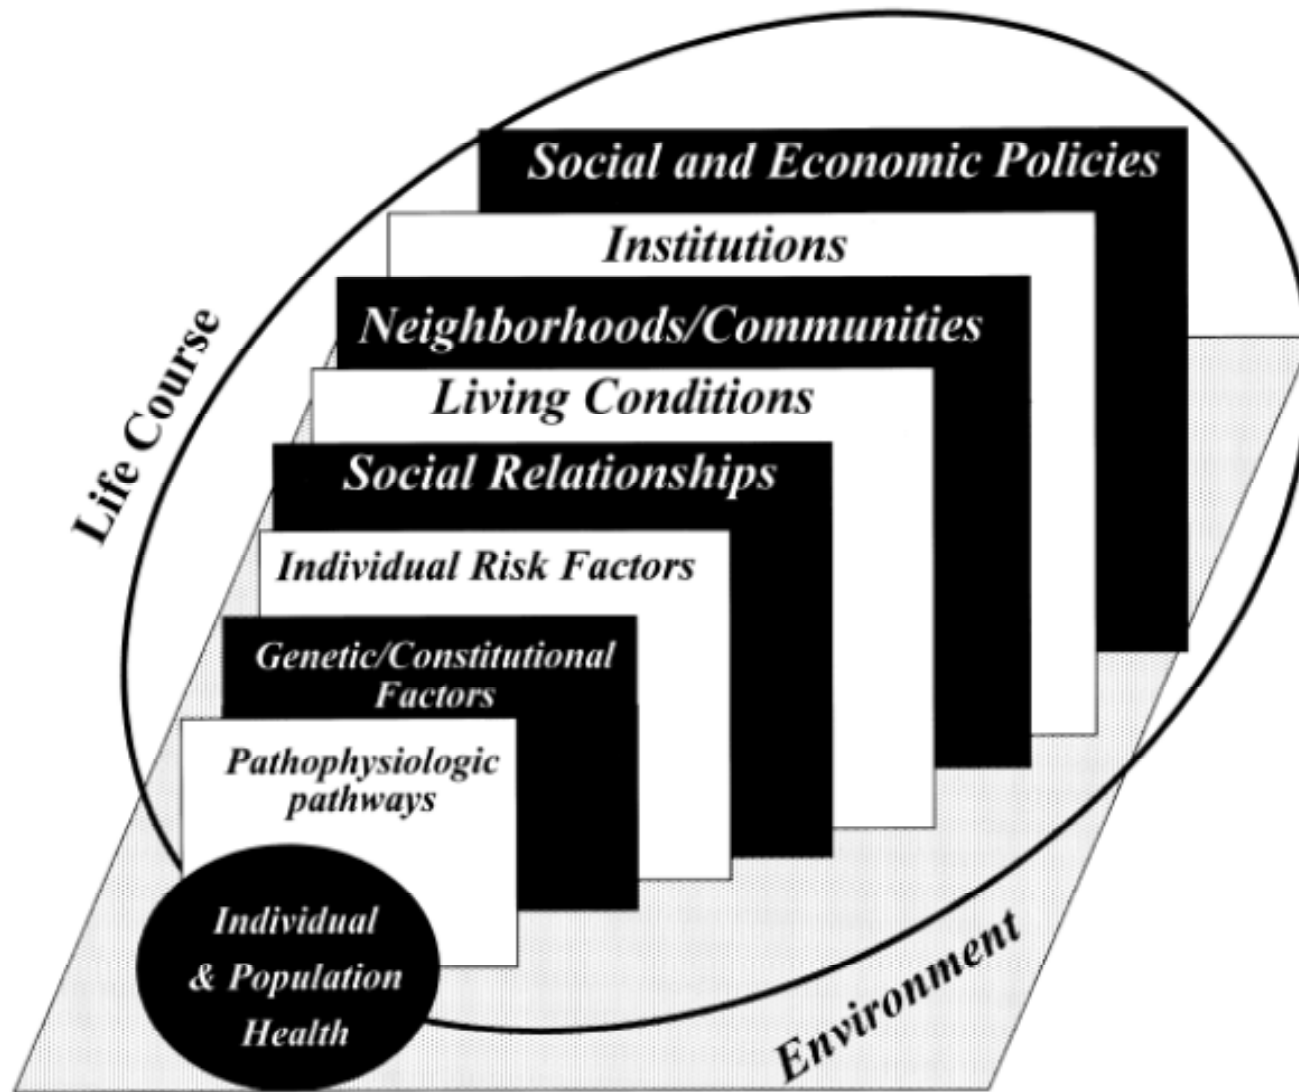 Social and Economic Policies
Institutions
Neighborhoods/Communities
Living Conditions
Social Relationships
Individual Risk Factors
Genetic/Constitutional
Factors
Pathophysiologic
pathways
Individual
& Population
Health
Life Course
Environment